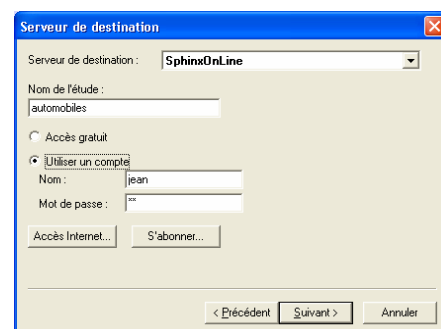 Serveur de destination
Serveur de destination : SphinxOnLine
Nom de l'étude :
automobiles
Accès gratuit
Utiliser un compte
Nom : jean
Mot de passe : **
Accès Internet... S'abonner...
< Précédent Suivant > Annuler